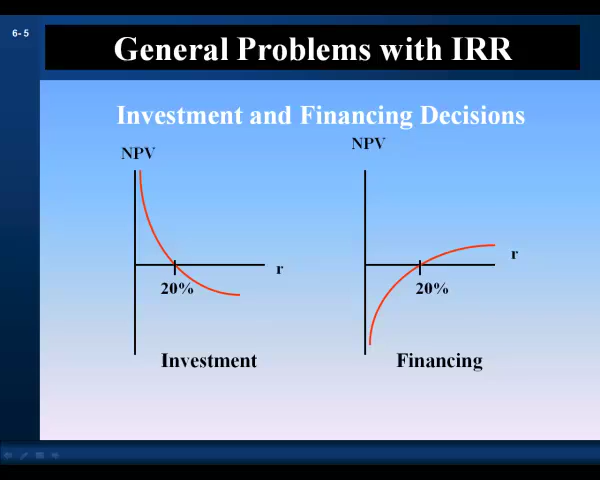 6- 5
General Problems with IRR
Investment and Financing Decisions
NPV
NPV
r
r
20%
20%
Investment
Financing